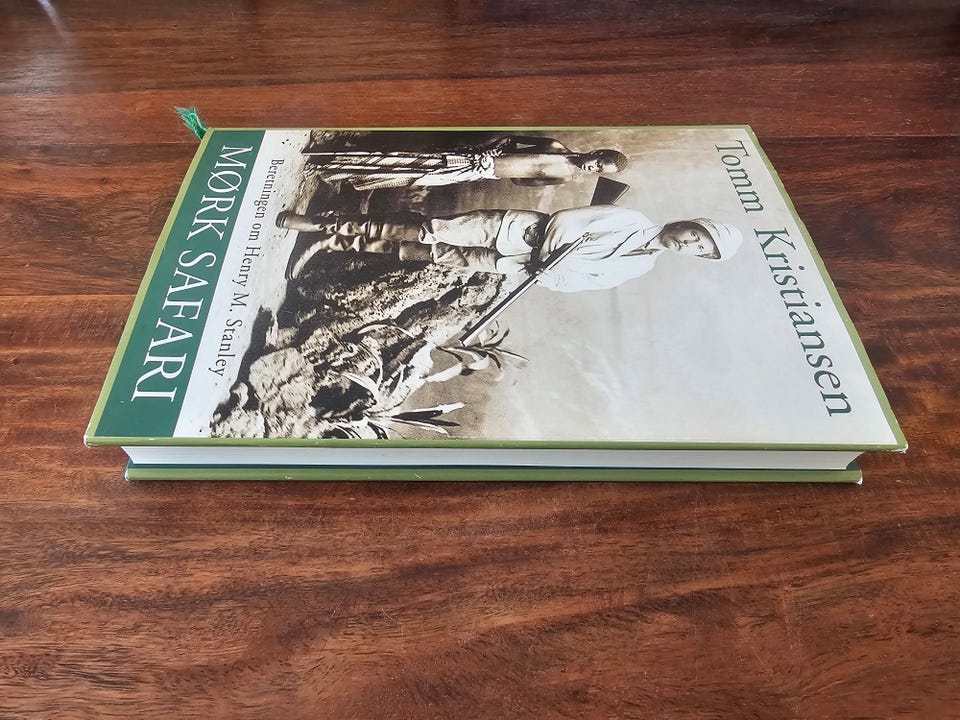 Tomm Kristiansen
Beretningen om Henry M. Stanley
MØRK SAFARI